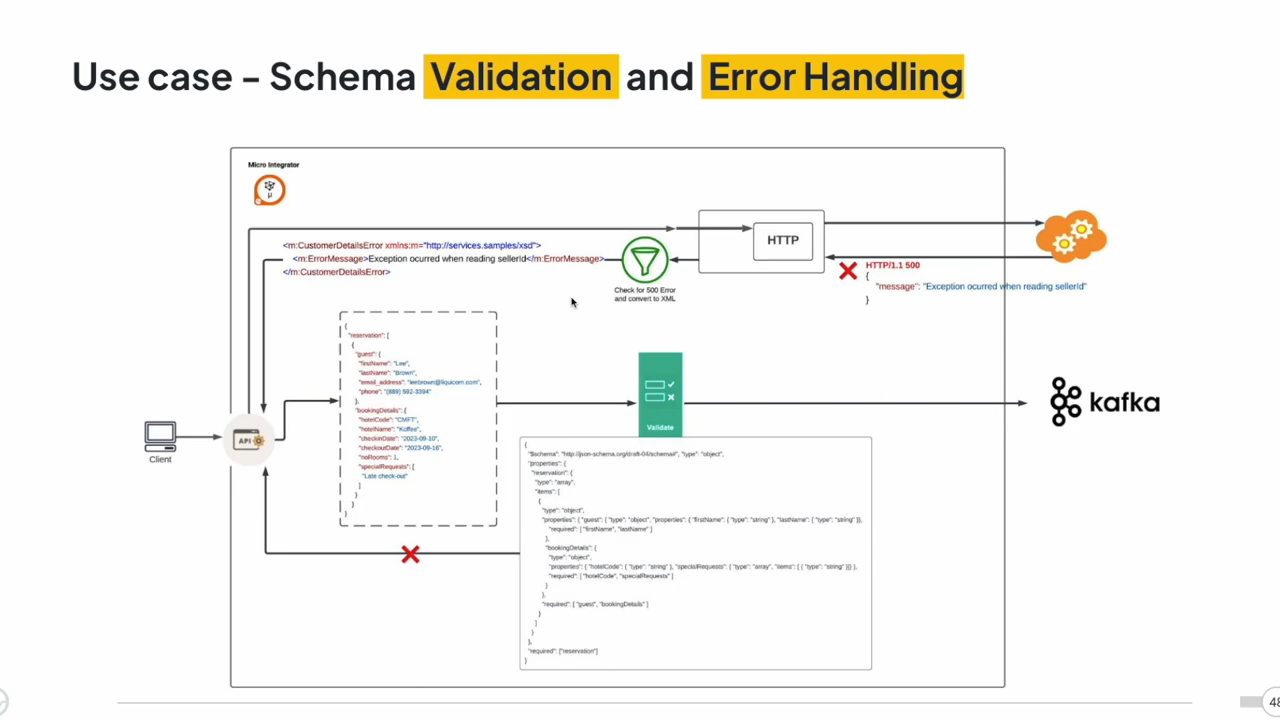 Use case – Schema Validation and Error Handling
Micro Integrator
μ
<m:CustomerDetailsError xmlns:m="http://services.samples/xsd">
<m:ErrorMessage>Exception ocurred when reading sellerId</m:ErrorMessage>
</m:CustomerDetailsError>
Check for 500 Error
and convert to XML
HTTP
HTTP/1.1 500
{
"message": "Exception ocurred when reading sellerId"
}
{
"reservation": [
{
"guest": {
"firstName": "Lee",
"lastName": "Brown",
"email_address": "leebrown@liquicom.com",
"phone": "(889) 592-3394"
},
"bookingDetails": {
"hotelCode": "CMFT",
"hotelName": "Koffee",
"checkinDate": "2023-09-10",
"checkoutDate": "2023-09-16",
"noRooms": 1,
"specialRequests": [
"Late check-out"
]
}
}
]
}
Validate
kafka
API
Client
{
"$schema": "http://json-schema.org/draft-04/schema#", "type": "object",
"properties": {
"reservation": {
"type": "array",
"items": [
{
"type": "object",
"properties": { "guest": { "type": "object", "properties": { "firstName": { "type": "string" }, "lastName": { "type": "string" }},
"required": [ "firstName", "lastName" ]
},
"bookingDetails": {
"type": "object",
"properties": { "hotelCode": { "type": "string" }, "specialRequests": { "type": "array", "items": [ { "type": "string" }]} },
"required": [ "hotelCode", "specialRequests" ]
}
},
"required": [ "guest", "bookingDetails" ]
}
]
}
},
"required": ["reservation"]
}
48